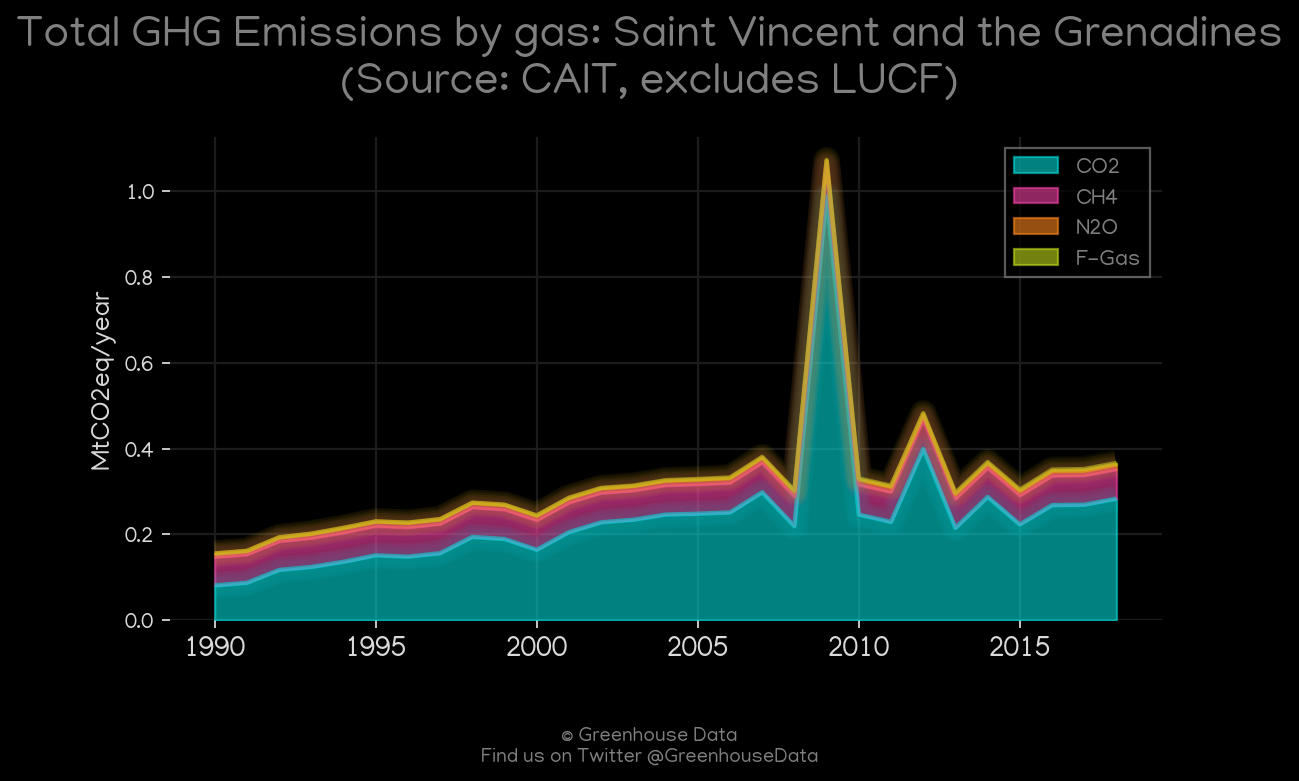 Total GHG Emissions by gas: Saint Vincent and the Grenadines
(Source: CAIT, excludes LUCF)
CO2
CH4
N2O
F-Gas
MtCO2eq/year
1.0
0.8
0.6
0.4
0.2
0.0
1990 1995 2000 2005 2010 2015
© Greenhouse Data
Find us on Twitter @GreenhouseData